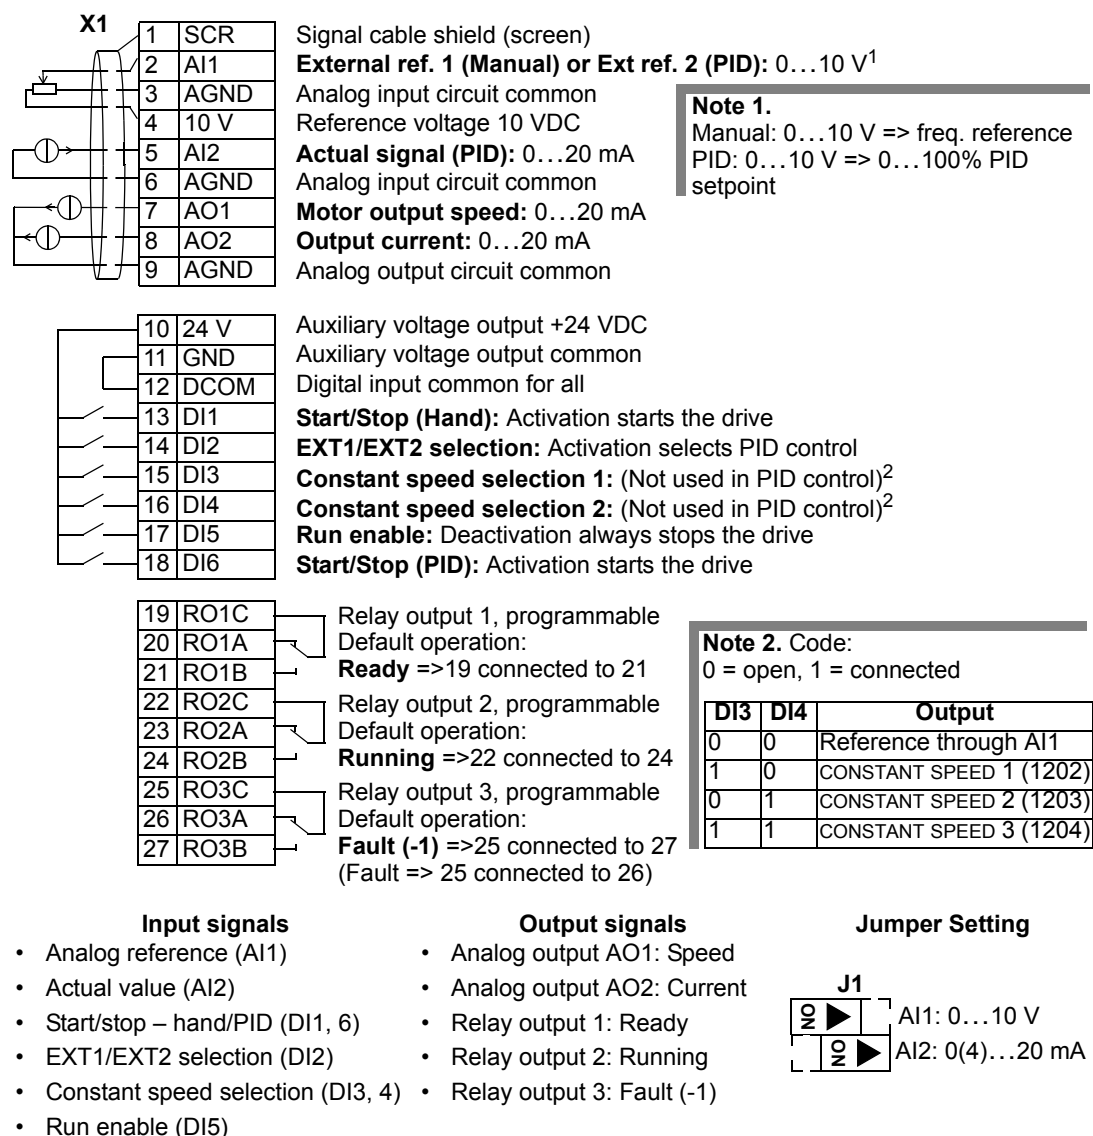 X1
1 SCR Signal cable shield (screen)
2 AI1 External ref. 1 (Manual) or Ext ref. 2 (PID): 0…10 V1
3 AGND Analog input circuit common
4 10 V Reference voltage 10 VDC
5 AI2 Actual signal (PID): 0…20 mA
6 AGND Analog input circuit common
7 AO1 Motor output speed: 0…20 mA
8 AO2 Output current: 0…20 mA
9 AGND Analog output circuit common
Note 1.
Manual: 0…10 V => freq. reference
PID: 0…10 V => 0…100% PID
setpoint
10 24 V Auxiliary voltage output +24 VDC
11 GND Auxiliary voltage output common
12 DCOM Digital input common for all
13 DI1 Start/Stop (Hand): Activation starts the drive
14 DI2 EXT1/EXT2 selection: Activation selects PID control
15 DI3 Constant speed selection 1: (Not used in PID control)2
16 DI4 Constant speed selection 2: (Not used in PID control)2
17 DI5 Run enable: Deactivation always stops the drive
18 DI6 Start/Stop (PID): Activation starts the drive
19 RO1C Relay output 1, programmable
20 RO1A Default operation:
21 RO1B Ready =>19 connected to 21
22 RO2C Relay output 2, programmable
23 RO2A Default operation:
24 RO2B Running =>22 connected to 24
25 RO3C Relay output 3, programmable
26 RO3A Default operation:
27 RO3B Fault (-1) =>25 connected to 27
(Fault => 25 connected to 26)
Note 2. Code:
0 = open, 1 = connected
DI3 DI4 Output
0 0 Reference through AI1
1 0 CONSTANT SPEED 1 (1202)
0 1 CONSTANT SPEED 2 (1203)
1 1 CONSTANT SPEED 3 (1204)
Input signals
• Analog reference (AI1)
• Actual value (AI2)
• Start/stop – hand/PID (DI1, 6)
• EXT1/EXT2 selection (DI2)
• Constant speed selection (DI3, 4)
• Run enable (DI5)
Output signals
• Analog output AO1: Speed
• Analog output AO2: Current
• Relay output 1: Ready
• Relay output 2: Running
• Relay output 3: Fault (-1)
Jumper Setting
J1
ON AI1: 0…10 V
ON AI2: 0(4)…20 mA